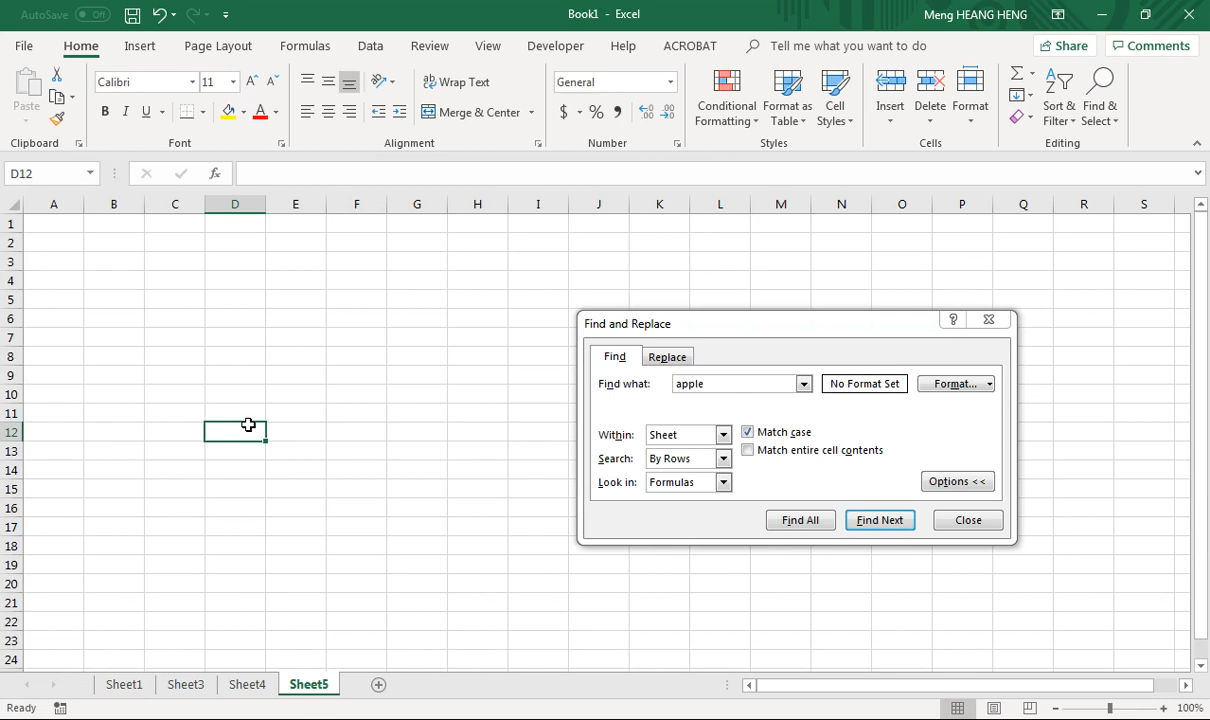 AutoSave Off Book1 - Excel Meng HEANG HENG
File Home Insert Page Layout Formulas Data Review View Developer Help ACROBAT Tell me what you want to do Share Comments
Paste
Calibri 11
B I U
Wrap Text
Merge & Center
General
$ % ,
Conditional Formatting
Format as Table
Cell Styles
Insert
Delete
Format
Sort & Filter
Find & Select
Clipboard Font Alignment Number Styles Cells Editing
D12 fx
A B C D E F G H I J K L M N O P Q R S
1
2
3
4
5
6
7
8
9
10
11
12
13
14
15
16
17
18
19
20
21
22
23
24
Find and Replace
Find Replace
Find what: apple No Format Set Format...
Within: Sheet Match case
Match entire cell contents
Search: By Rows
Look in: Formulas Options <<
Find All Find Next Close
Sheet1 Sheet3 Sheet4 Sheet5
Ready 100%